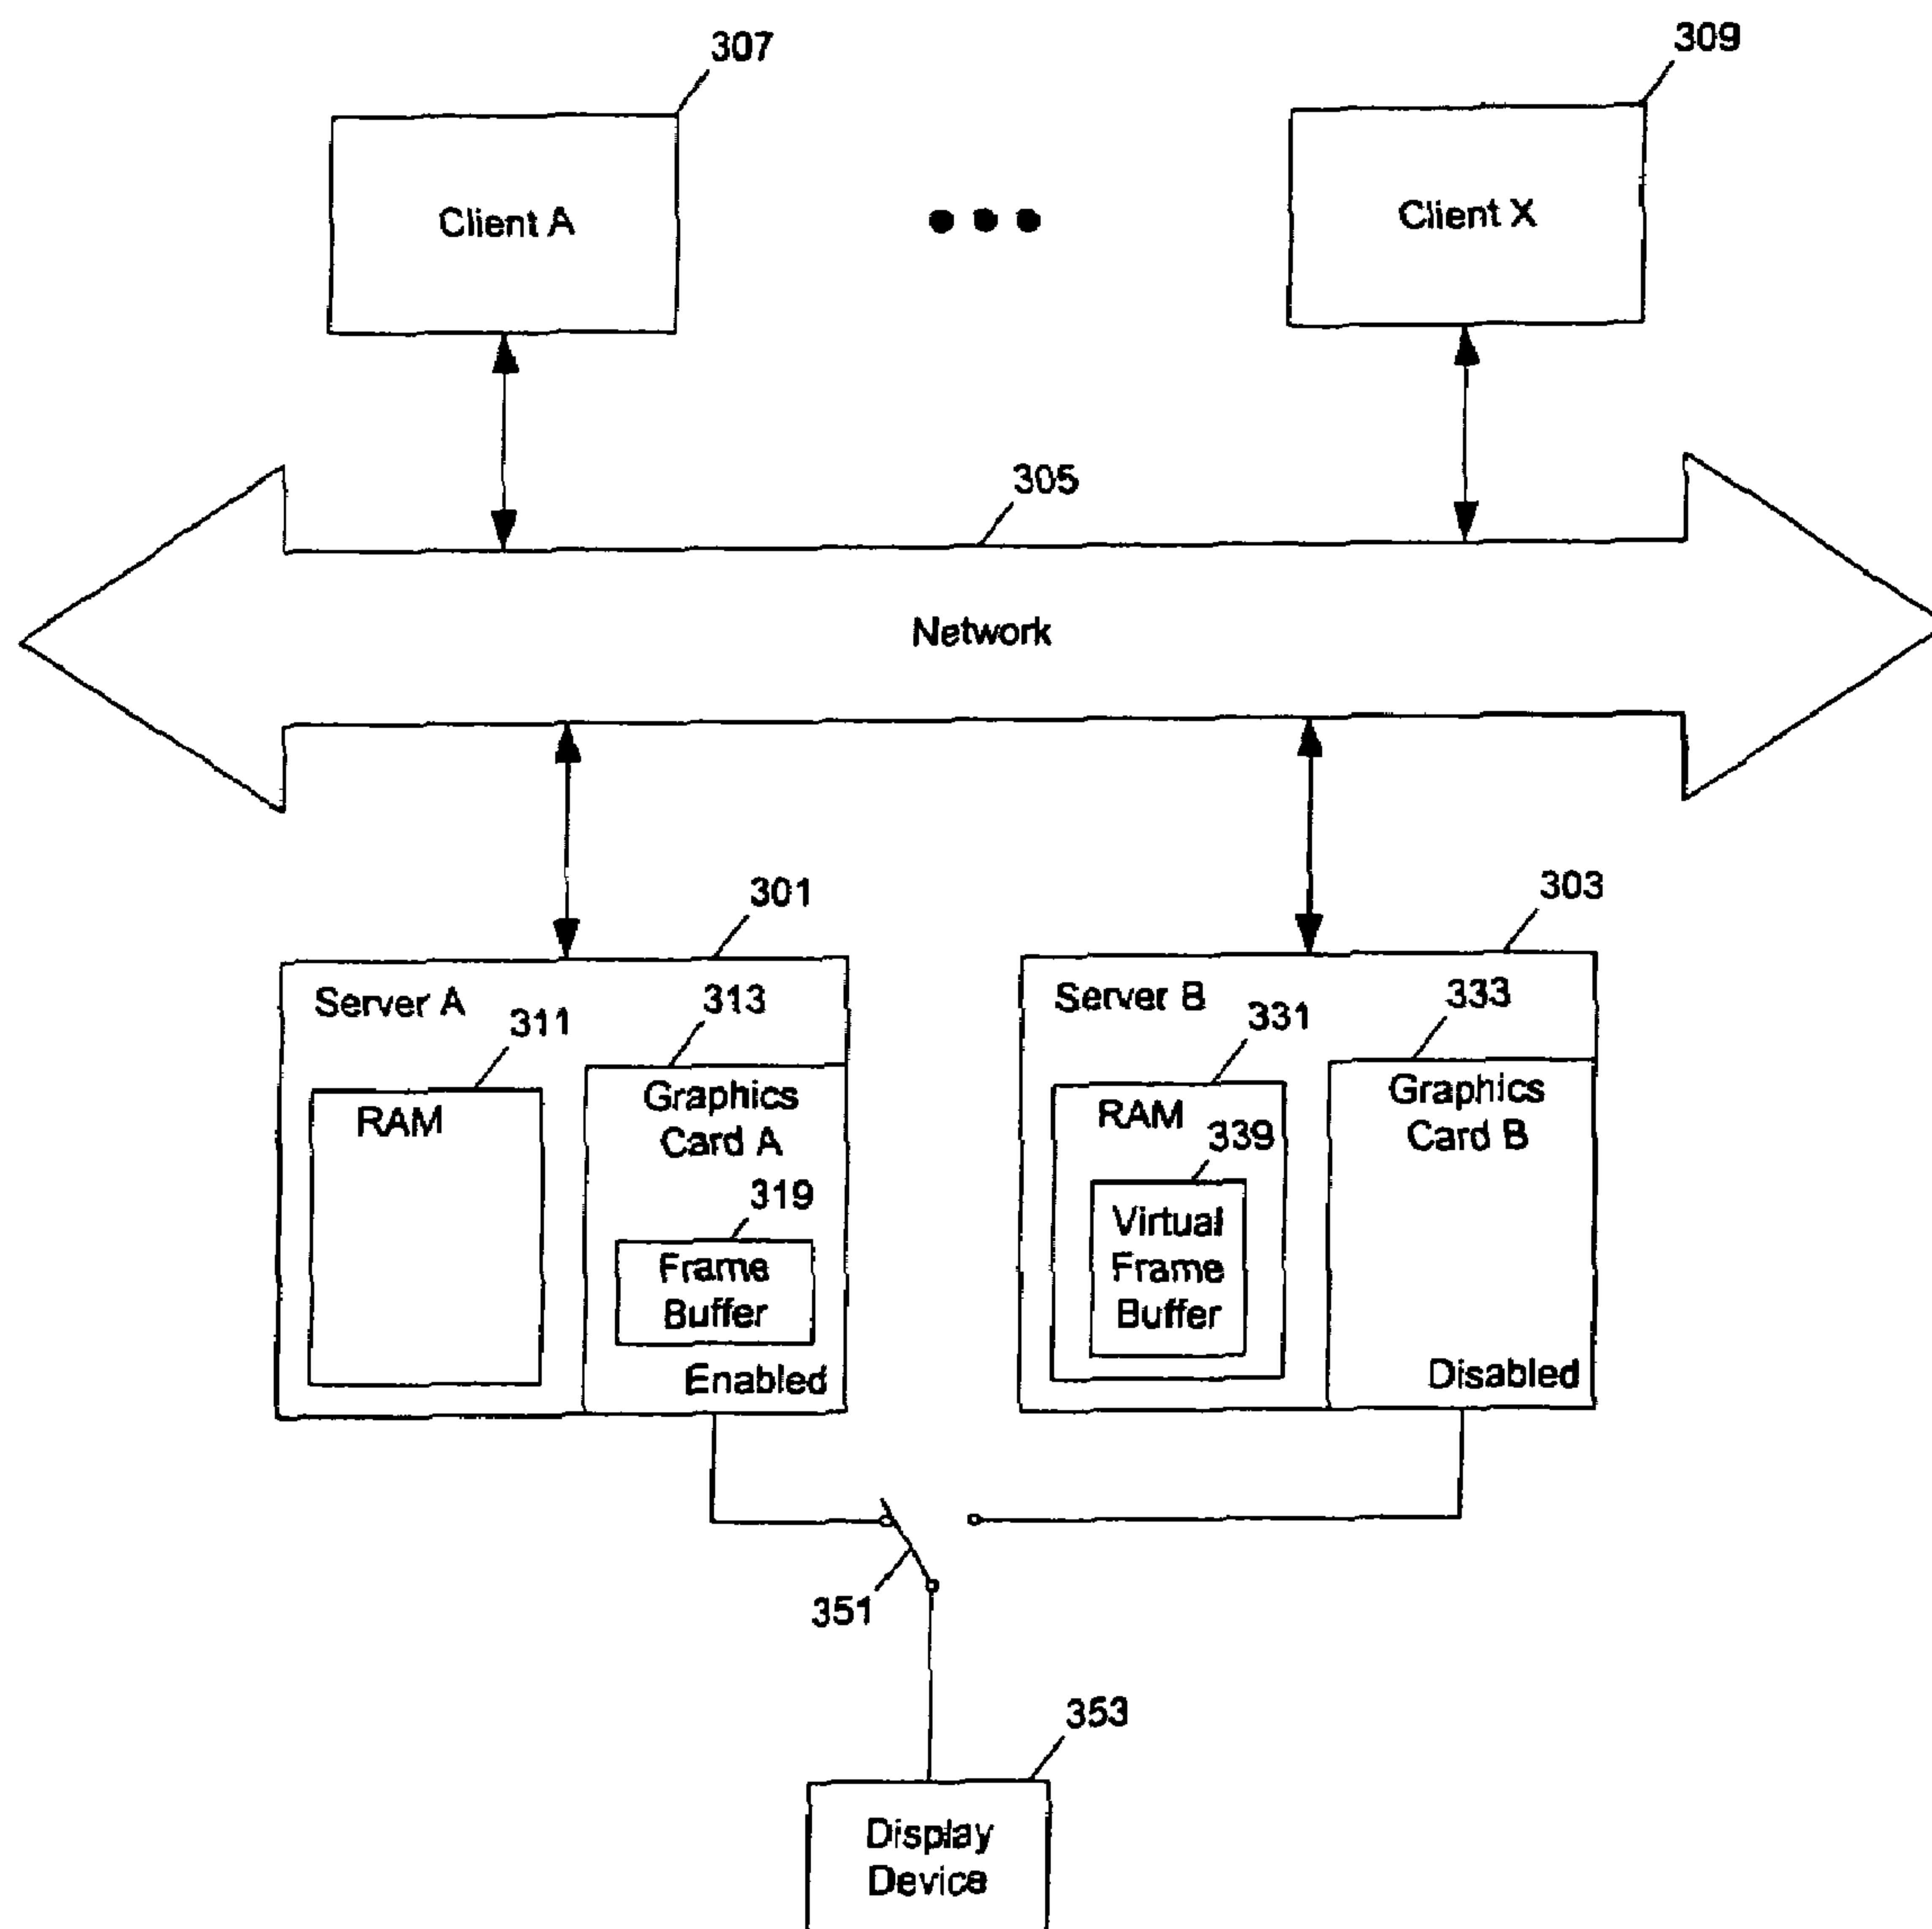 307
309
Client A
Client X
305
Network
301
303
Server A
311
313
Server B
331
333
RAM
Graphics
Card A
RAM
339
Graphics
Card B
319
Frame
Buffer
Virtual
Frame
Buffer
Enabled
Disabled
351
353
Display
Device